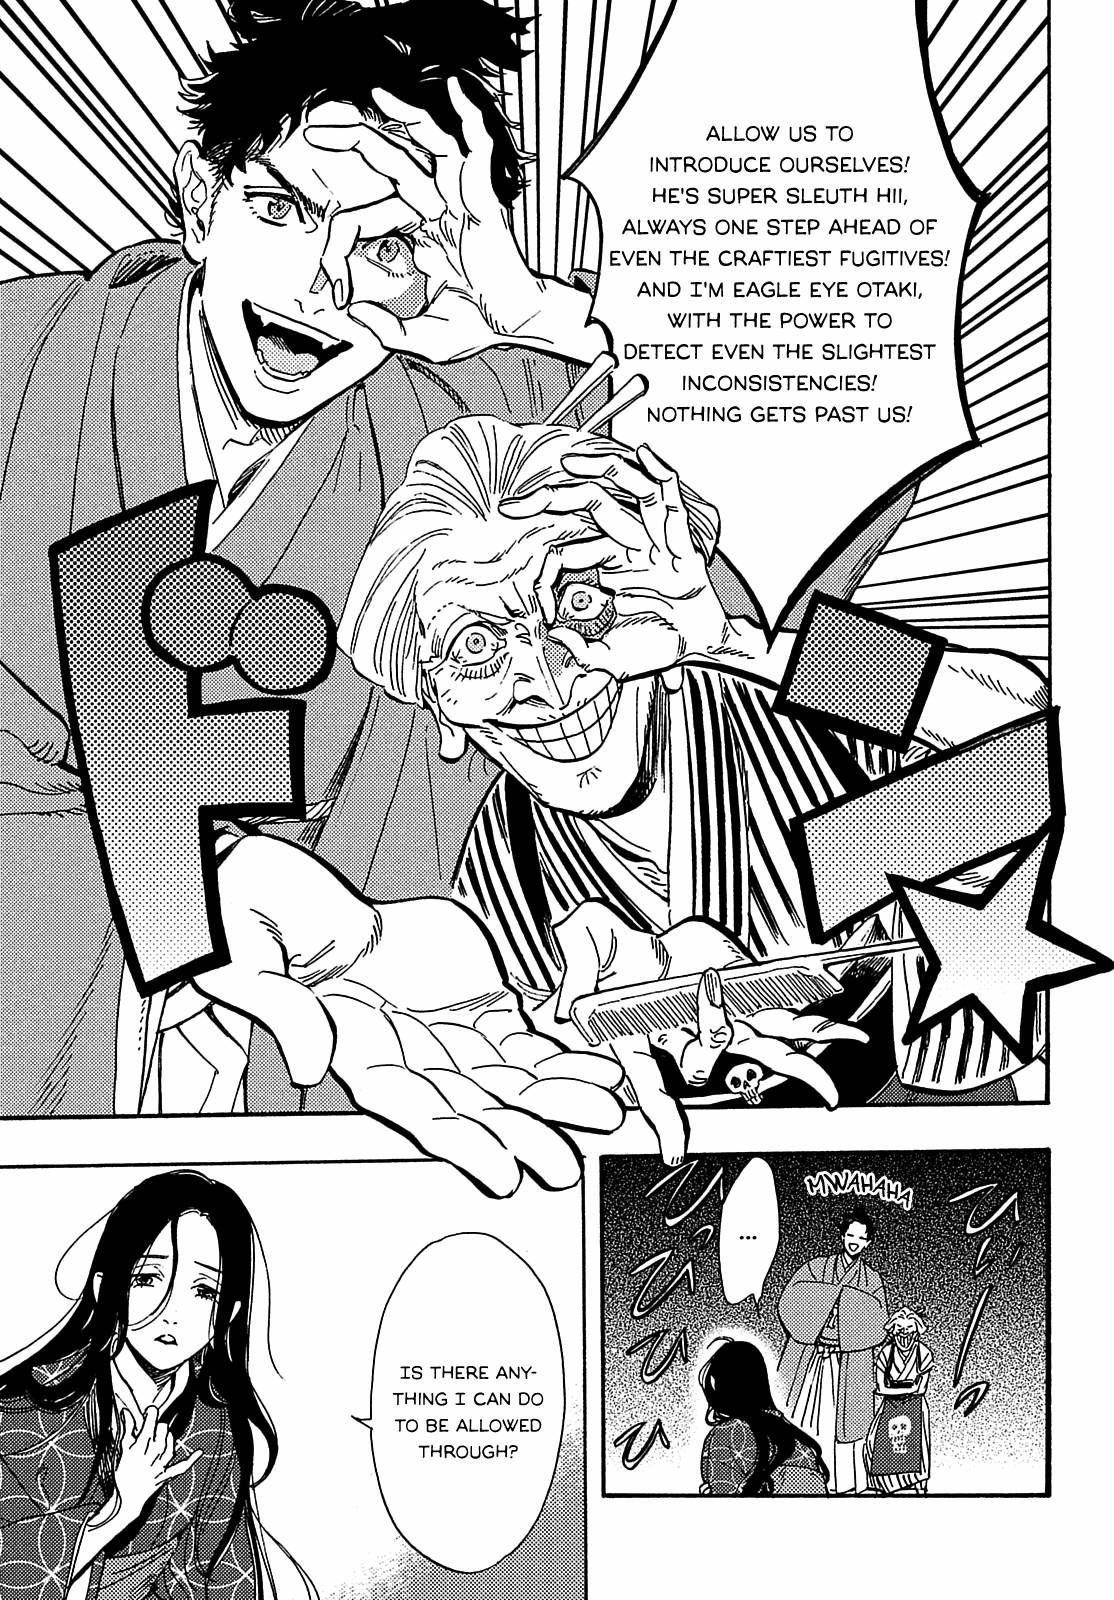 ALLOW US TO
INTRODUCE OURSELVES!
HE'S SUPER SLEUTH HII,
ALWAYS ONE STEP AHEAD OF
EVEN THE CRAFTIEST FUGITIVES!
AND I'M EAGLE EYE OTAKI,
WITH THE POWER TO
DETECT EVEN THE SLIGHTEST
INCONSISTENCIES!
NOTHING GETS PAST US!
ド
ン
MWAHAHA
...
IS THERE ANY-
THING I CAN DO
TO BE ALLOWED
THROUGH?